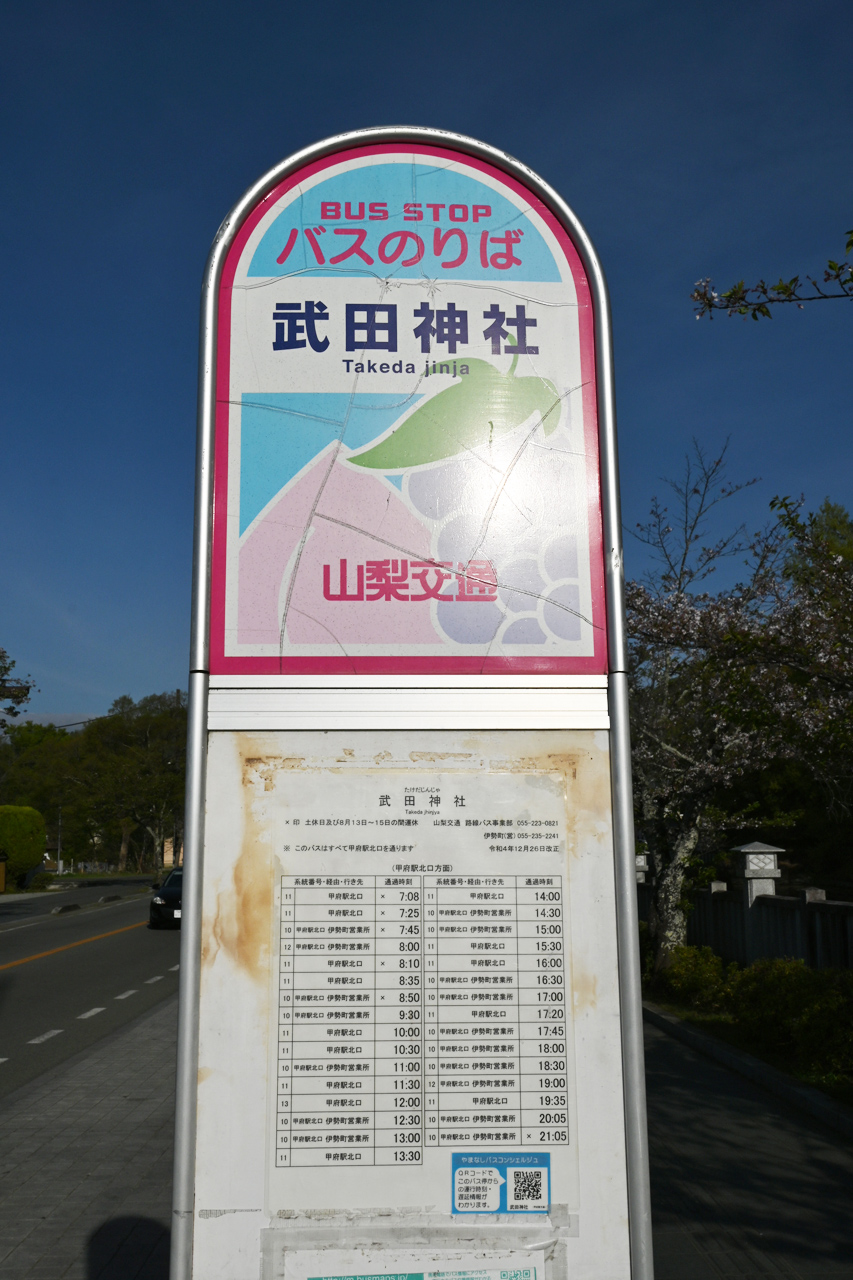 BUS STOP
バスのりば
武田神社
Takeda jinja
山梨交通
たけだじんじゃ
武田神社
Takeda jhinjya
×印 土休日及び8月13日～15日の間運休 山梨交通 路線バス事業部 055-223-0821
伊勢町(営) 055-235-2241
※ このバスはすべて甲府駅北口を通ります 令和4年12月26日改正
(甲府駅北口方面)
系統番号・経由・行き先 通過時刻
11 甲府駅北口 × 7:08
11 甲府駅北口 × 7:25
10 甲府駅北口 伊勢町営業所 × 7:45
12 甲府駅北口 伊勢町営業所 8:00
11 甲府駅北口 × 8:10
11 甲府駅北口 8:35
10 甲府駅北口 伊勢町営業所 × 8:50
10 甲府駅北口 伊勢町営業所 9:30
11 甲府駅北口 10:00
11 甲府駅北口 10:30
10 甲府駅北口 伊勢町営業所 11:00
11 甲府駅北口 11:30
13 甲府駅北口 12:00
10 甲府駅北口 伊勢町営業所 12:30
10 甲府駅北口 伊勢町営業所 13:00
11 甲府駅北口 13:30
系統番号・経由・行き先 通過時刻
11 甲府駅北口 14:00
10 甲府駅北口 伊勢町営業所 14:30
10 甲府駅北口 伊勢町営業所 15:00
11 甲府駅北口 15:30
11 甲府駅北口 16:00
10 甲府駅北口 伊勢町営業所 16:30
10 甲府駅北口 伊勢町営業所 17:00
11 甲府駅北口 17:20
10 甲府駅北口 伊勢町営業所 17:45
10 甲府駅北口 伊勢町営業所 18:00
10 甲府駅北口 伊勢町営業所 18:30
12 甲府駅北口 伊勢町営業所 19:00
11 甲府駅北口 19:35
10 甲府駅北口 伊勢町営業所 20:05
10 甲府駅北口 伊勢町営業所 × 21:05
やまなしバスコンシェルジュ
QRコードで
このバス停から
の運行時刻・
遅延情報が
わかります。
武田神社
http://m.busmaps.jp/